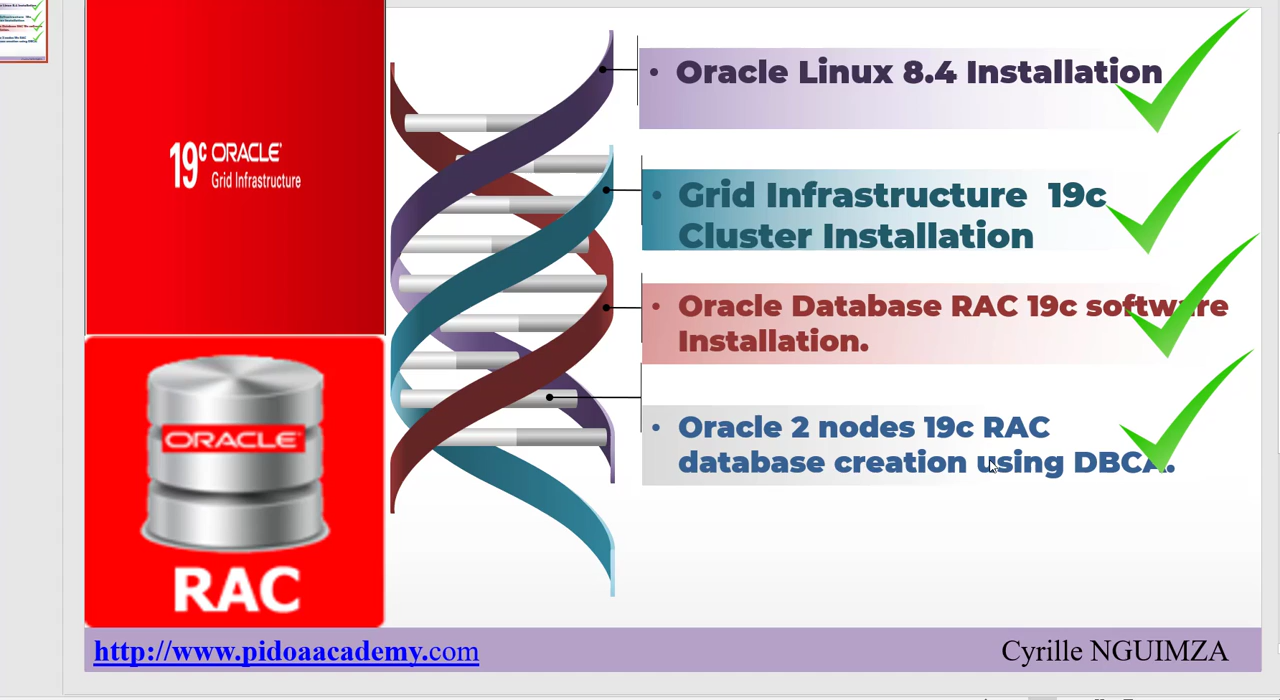 19c ORACLE
Grid Infrastructure
ORACLE
RAC
• Oracle Linux 8.4 Installation
• Grid Infrastructure 19c
Cluster Installation
• Oracle Database RAC 19c software
Installation.
• Oracle 2 nodes 19c RAC
database creation using DBCA.
http://www.pidoaacademy.com
Cyrille NGUIMZA